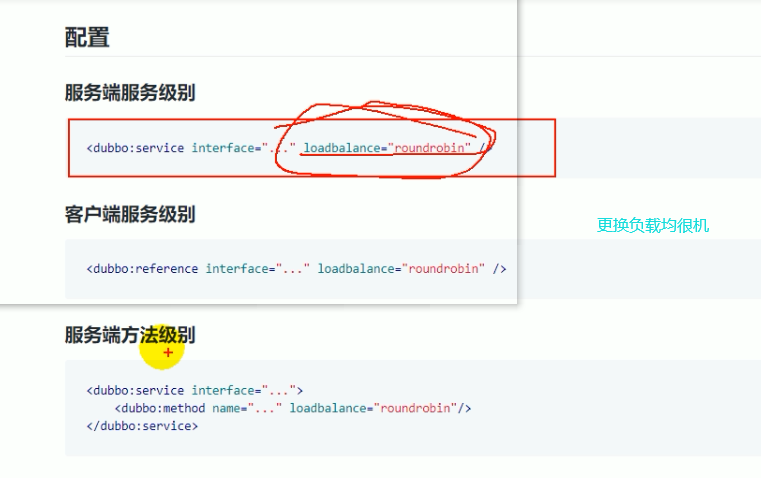 配置
服务端服务级别
<dubbo:service interface="..." loadbalance="roundrobin" />
客户端服务级别
更换负载均很机
<dubbo:reference interface="..." loadbalance="roundrobin" />
服务端方法级别
<dubbo:service interface="...">
<dubbo:method name="..." loadbalance="roundrobin"/>
</dubbo:service>